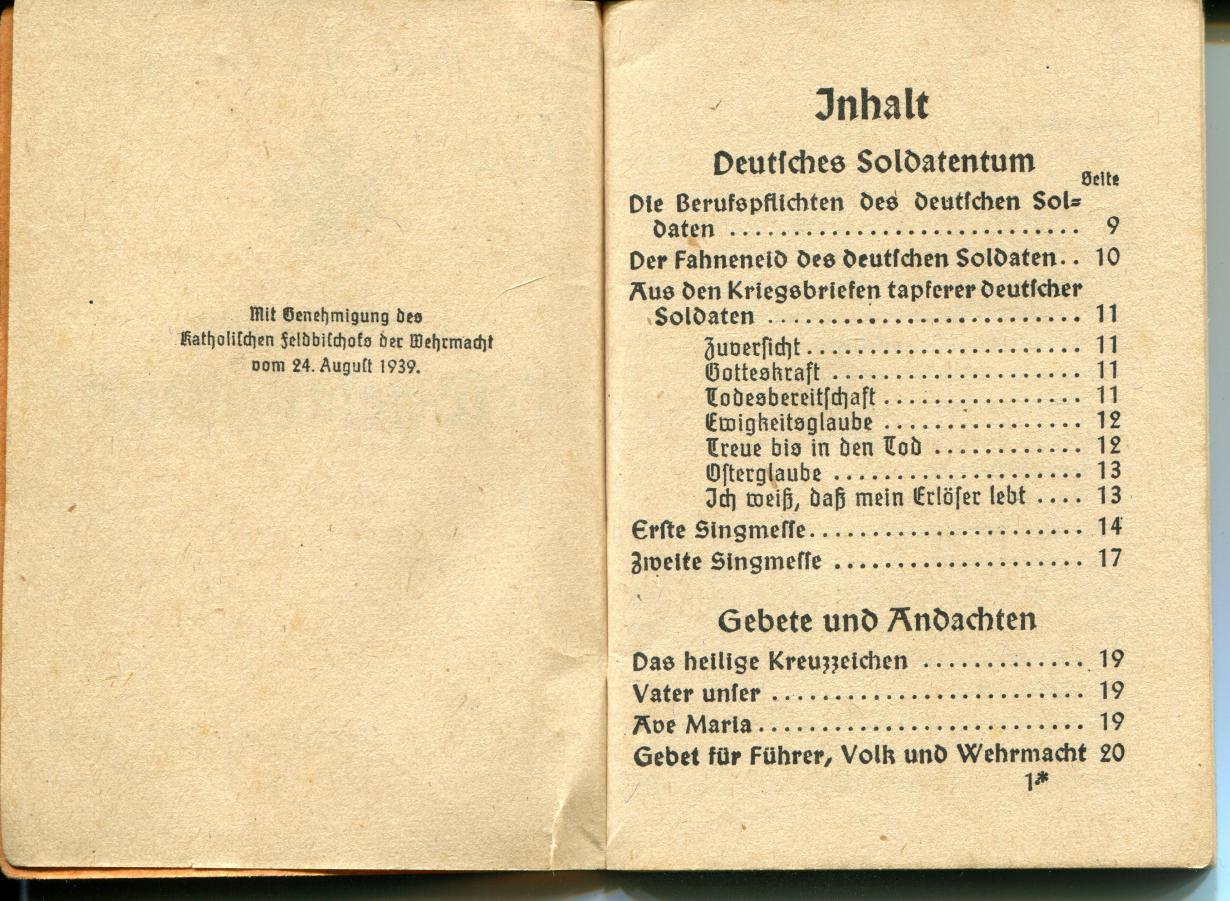 Mit Genehmigung des
Katholischen Feldbischofs der Wehrmacht
vom 24. August 1939.
Inhalt
Deutsches Soldatentum
Seite
Die Berufspflichten des deutschen Sol=
daten ............................ 9
Der Fahneneid des deutschen Soldaten.. 10
Aus den Kriegsbriefen tapferer deutscher
Soldaten ......................... 11
Zuversicht...................... 11
Gotteskraft .................... 11
Todesbereitschaft................ 11
Ewigkeitsglaube ................ 12
Treue bis in den Tod ............ 12
Osterglaube .................... 13
Ich weiß, daß mein Erlöser lebt .... 13
Erste Singmesse...................... 14
Zweite Singmesse .................... 17
Gebete und Andachten
Das heilige Kreuzzeichen ............. 19
Vater unser ......................... 19
Ave Maria.......................... 19
Gebet für Führer, Volk und Wehrmacht 20
1*